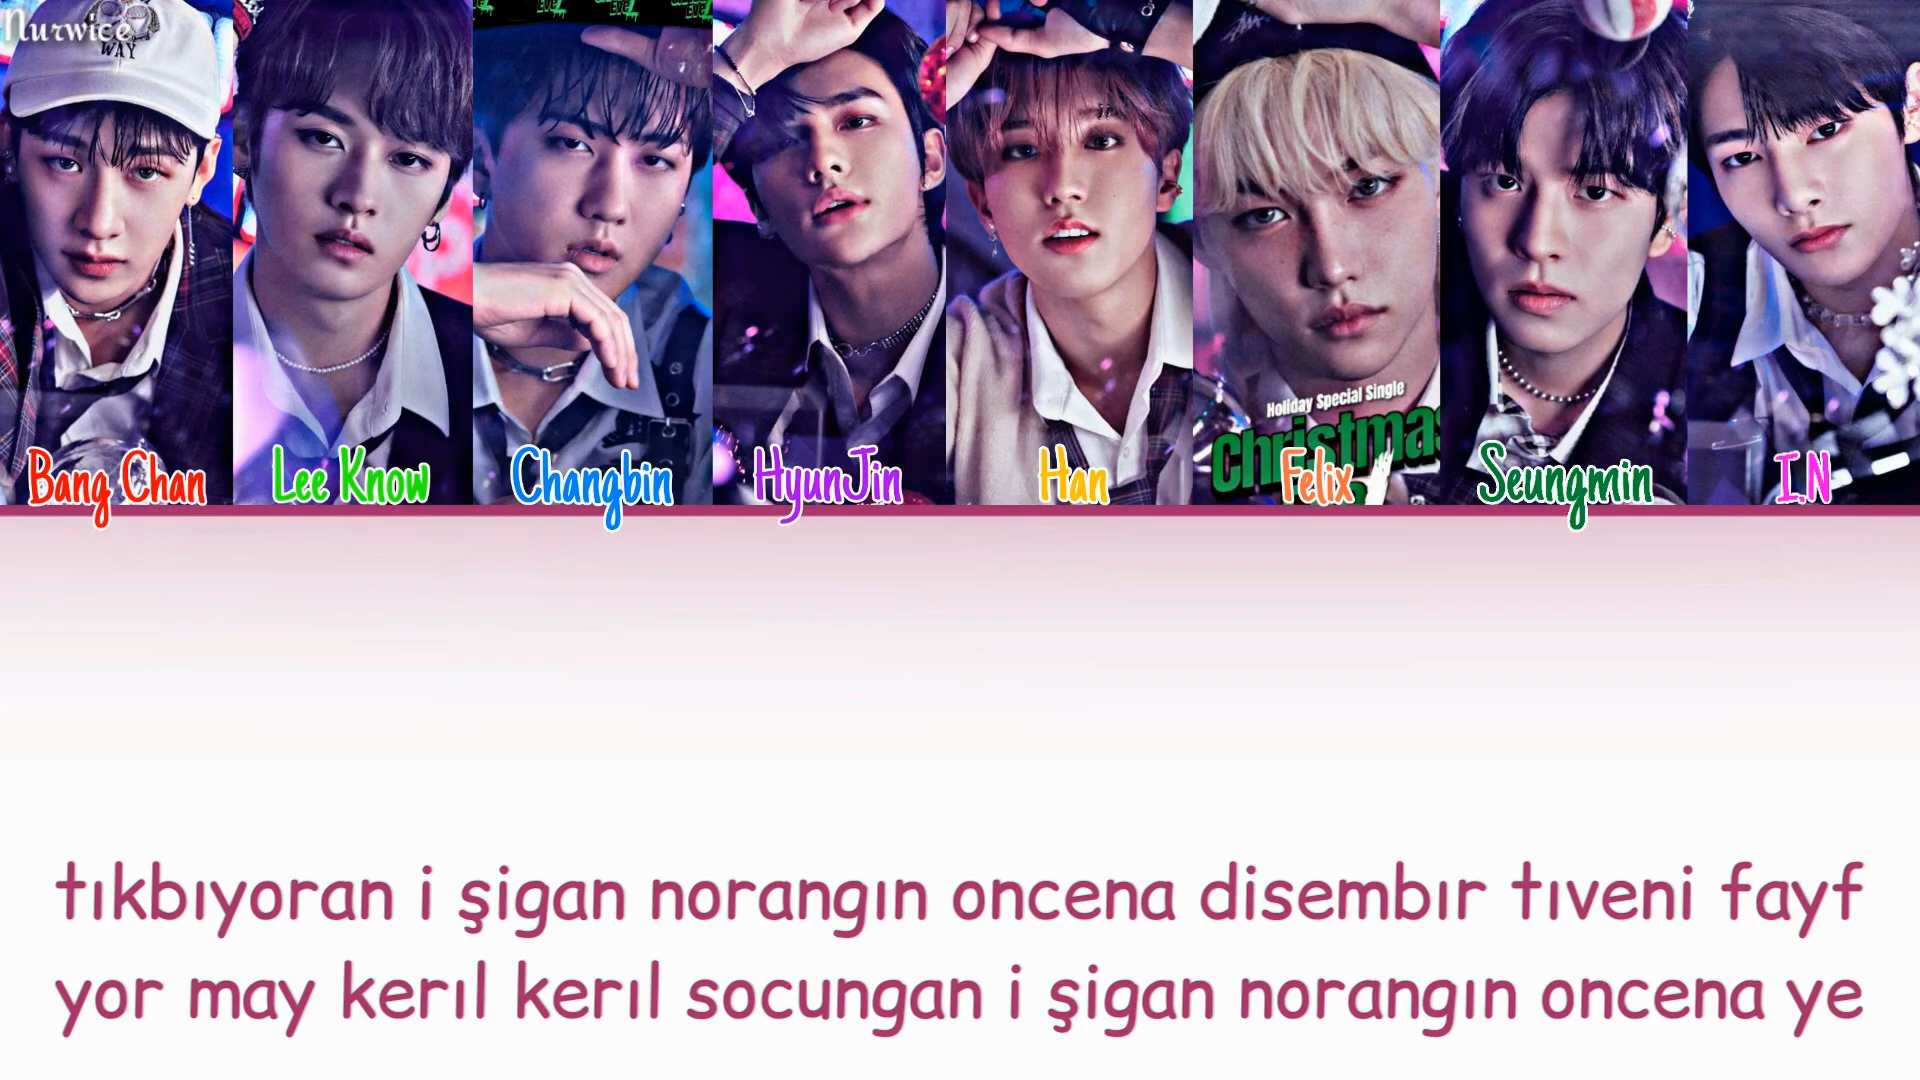 Nurwice
WAY
Holiday Special Single
Christmas
Bang Chan
Lee Know
Changbin
HyunJin
Han
Felix
Seungmin
I.N
tıkbıyoran i şigan norangın oncena disembır tıveni fayf
yor may kerıl kerıl socungan i şigan norangın oncena ye